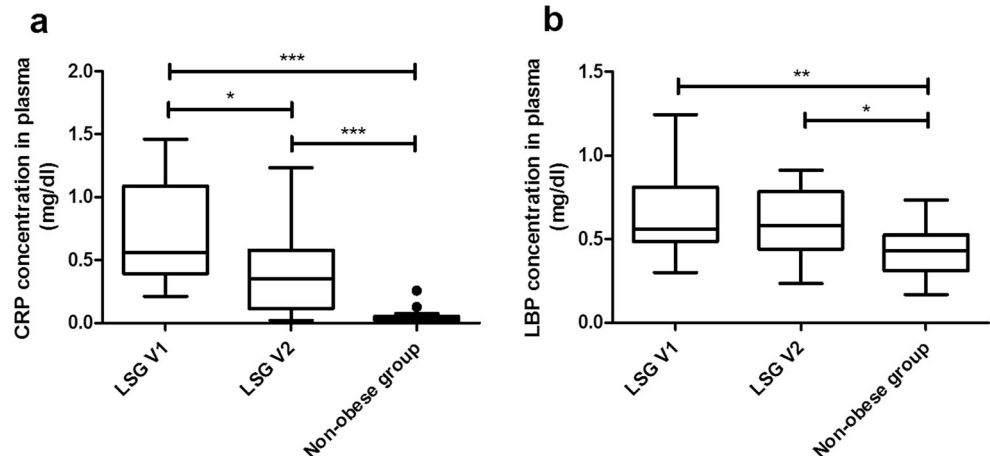 a
CRP concentration in plasma
(mg/dl)
2.0
1.5
1.0
0.5
0.0
***
*
***
LSG V1
LSG V2
Non-obese group
b
LBP concentration in plasma
(mg/dl)
1.5
1.0
0.5
0.0
**
*
LSG V1
LSG V2
Non-obese group